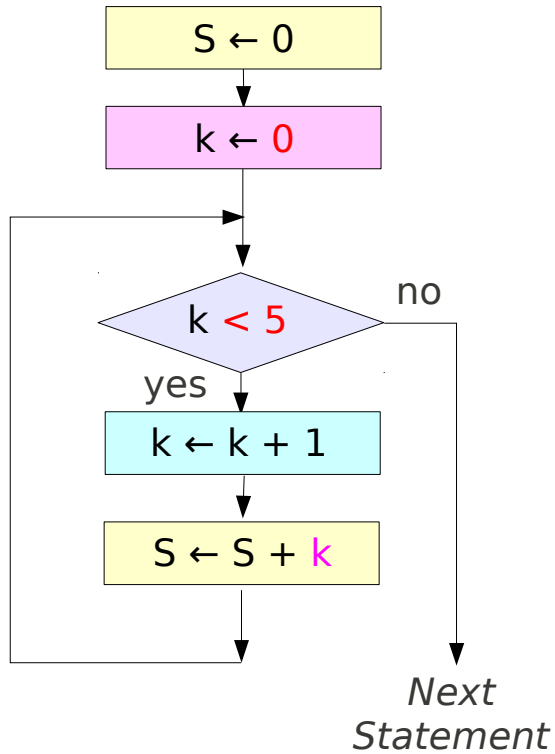 S ← 0
k ← 0
k < 5
no
yes
k ← k + 1
S ← S + k
Next
Statement